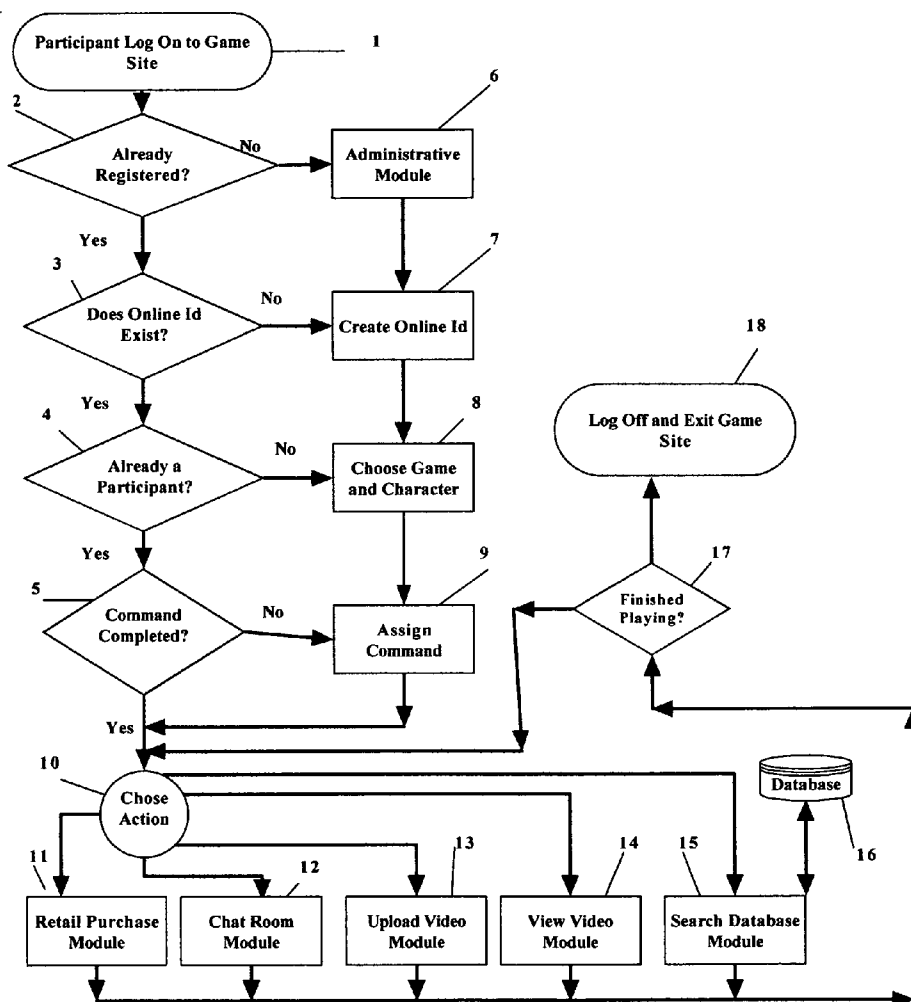 Participant Log On to Game
Site
1
2
Already
Registered?
No
6
Administrative
Module
Yes
3
Does Online Id
Exist?
No
7
Create Online Id
Yes
4
Already a
Participant?
No
8
Choose Game
and Character
18
Log Off and Exit Game
Site
Yes
5
Command
Completed?
No
9
Assign
Command
17
Finished
Playing?
Yes
10
Chose
Action
Database
16
11
Retail Purchase
Module
12
Chat Room
Module
13
Upload Video
Module
14
View Video
Module
15
Search Database
Module